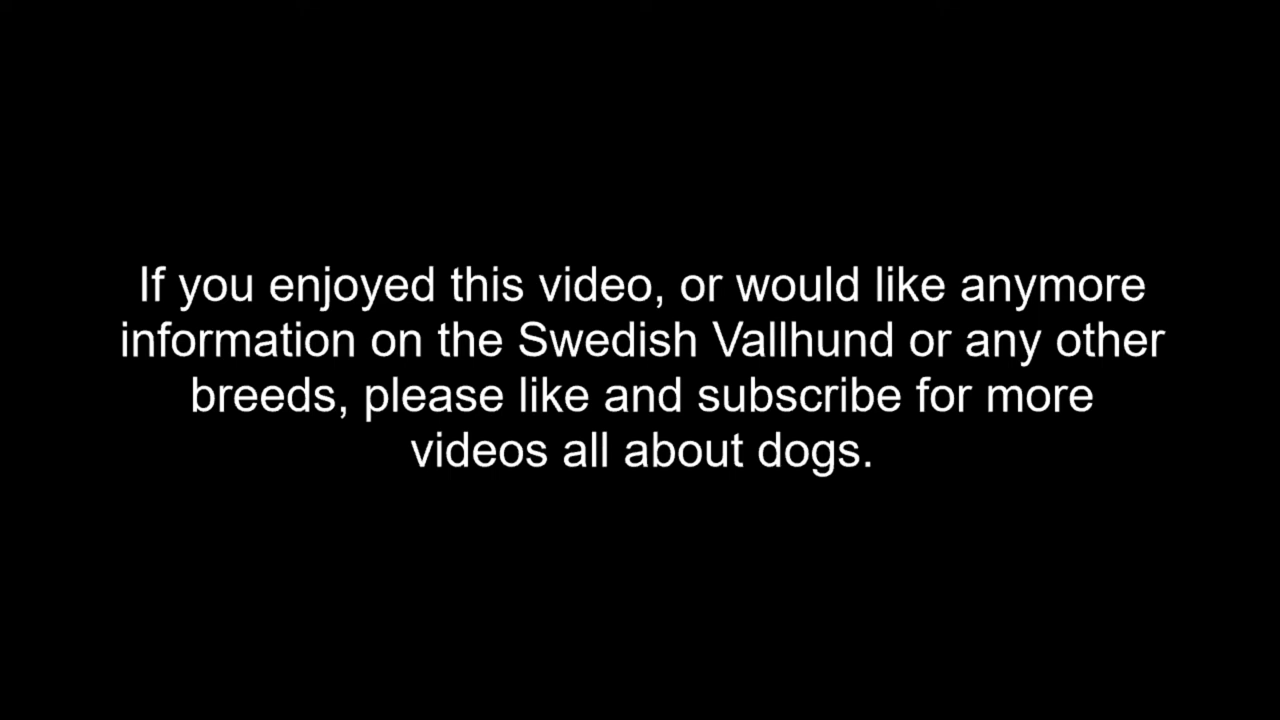 If you enjoyed this video, or would like anymore
information on the Swedish Vallhund or any other
breeds, please like and subscribe for more
videos all about dogs.